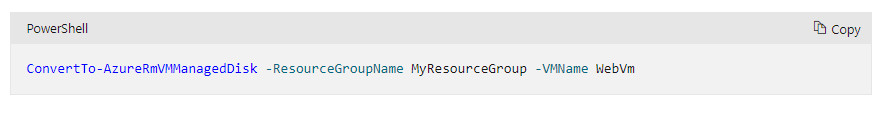 PowerShell
Copy
ConvertTo-AzureRmVMManagedDisk -ResourceGroupName MyResourceGroup -VMName WebVm